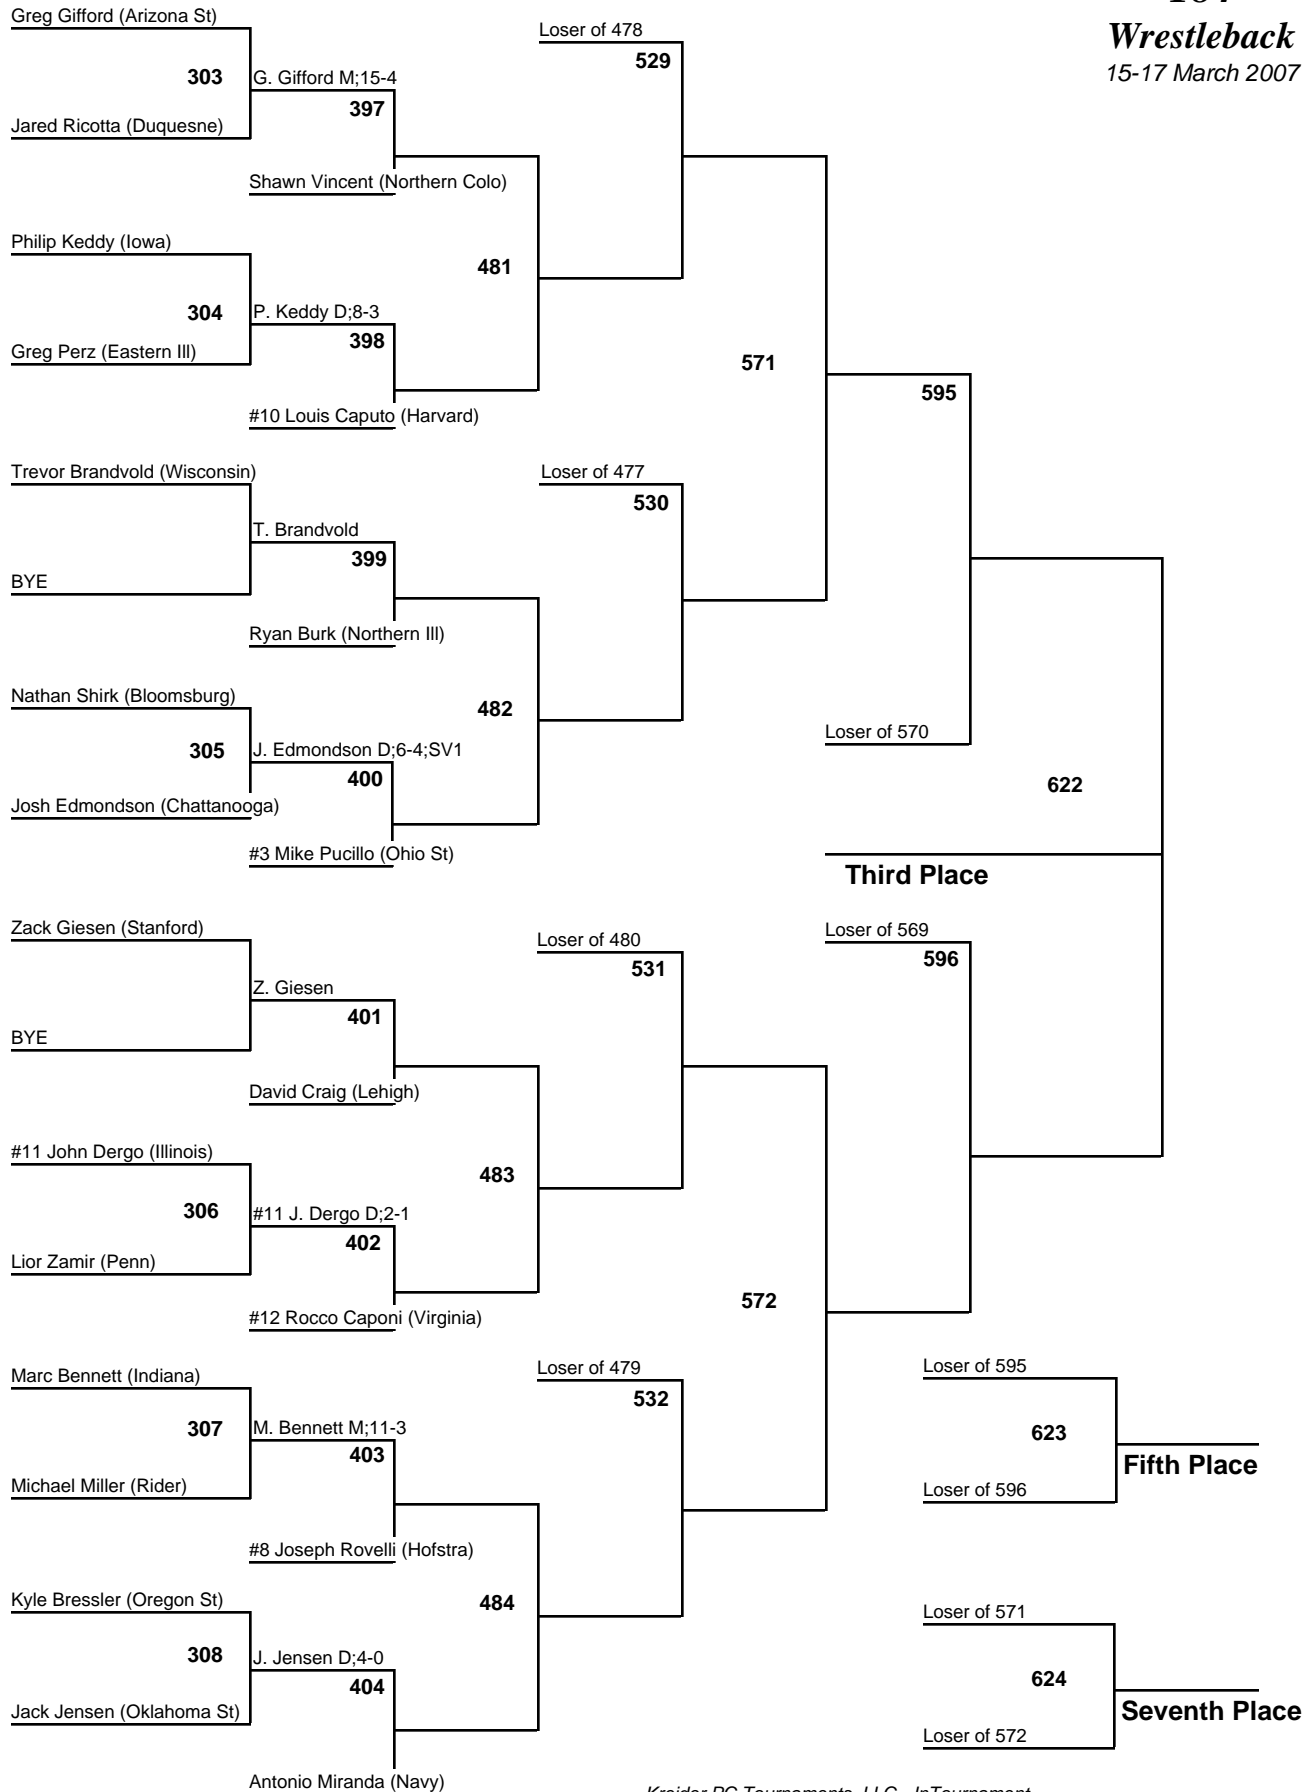 Wrestleback
15-17 March 2007
Greg Gifford (Arizona St)
303
Jared Ricotta (Duquesne)
G. Gifford M;15-4
397
Shawn Vincent (Northern Colo)
Philip Keddy (Iowa)
304
Greg Perz (Eastern Ill)
P. Keddy D;8-3
398
#10 Louis Caputo (Harvard)
481
Loser of 478
529
Trevor Brandvold (Wisconsin)
BYE
T. Brandvold
399
Ryan Burk (Northern Ill)
Nathan Shirk (Bloomsburg)
305
Josh Edmondson (Chattanooga)
J. Edmondson D;6-4;SV1
400
#3 Mike Pucillo (Ohio St)
482
Loser of 477
530
571
595
Loser of 570
622
Third Place
Zack Giesen (Stanford)
BYE
Z. Giesen
401
David Craig (Lehigh)
#11 John Dergo (Illinois)
306
Lior Zamir (Penn)
#11 J. Dergo D;2-1
402
#12 Rocco Caponi (Virginia)
483
Loser of 480
531
Loser of 569
596
Marc Bennett (Indiana)
307
Michael Miller (Rider)
M. Bennett M;11-3
403
#8 Joseph Rovelli (Hofstra)
Kyle Bressler (Oregon St)
308
Jack Jensen (Oklahoma St)
J. Jensen D;4-0
404
Antonio Miranda (Navy)
484
Loser of 479
532
572
Loser of 595
623
Loser of 596
Fifth Place
Loser of 571
624
Loser of 572
Seventh Place